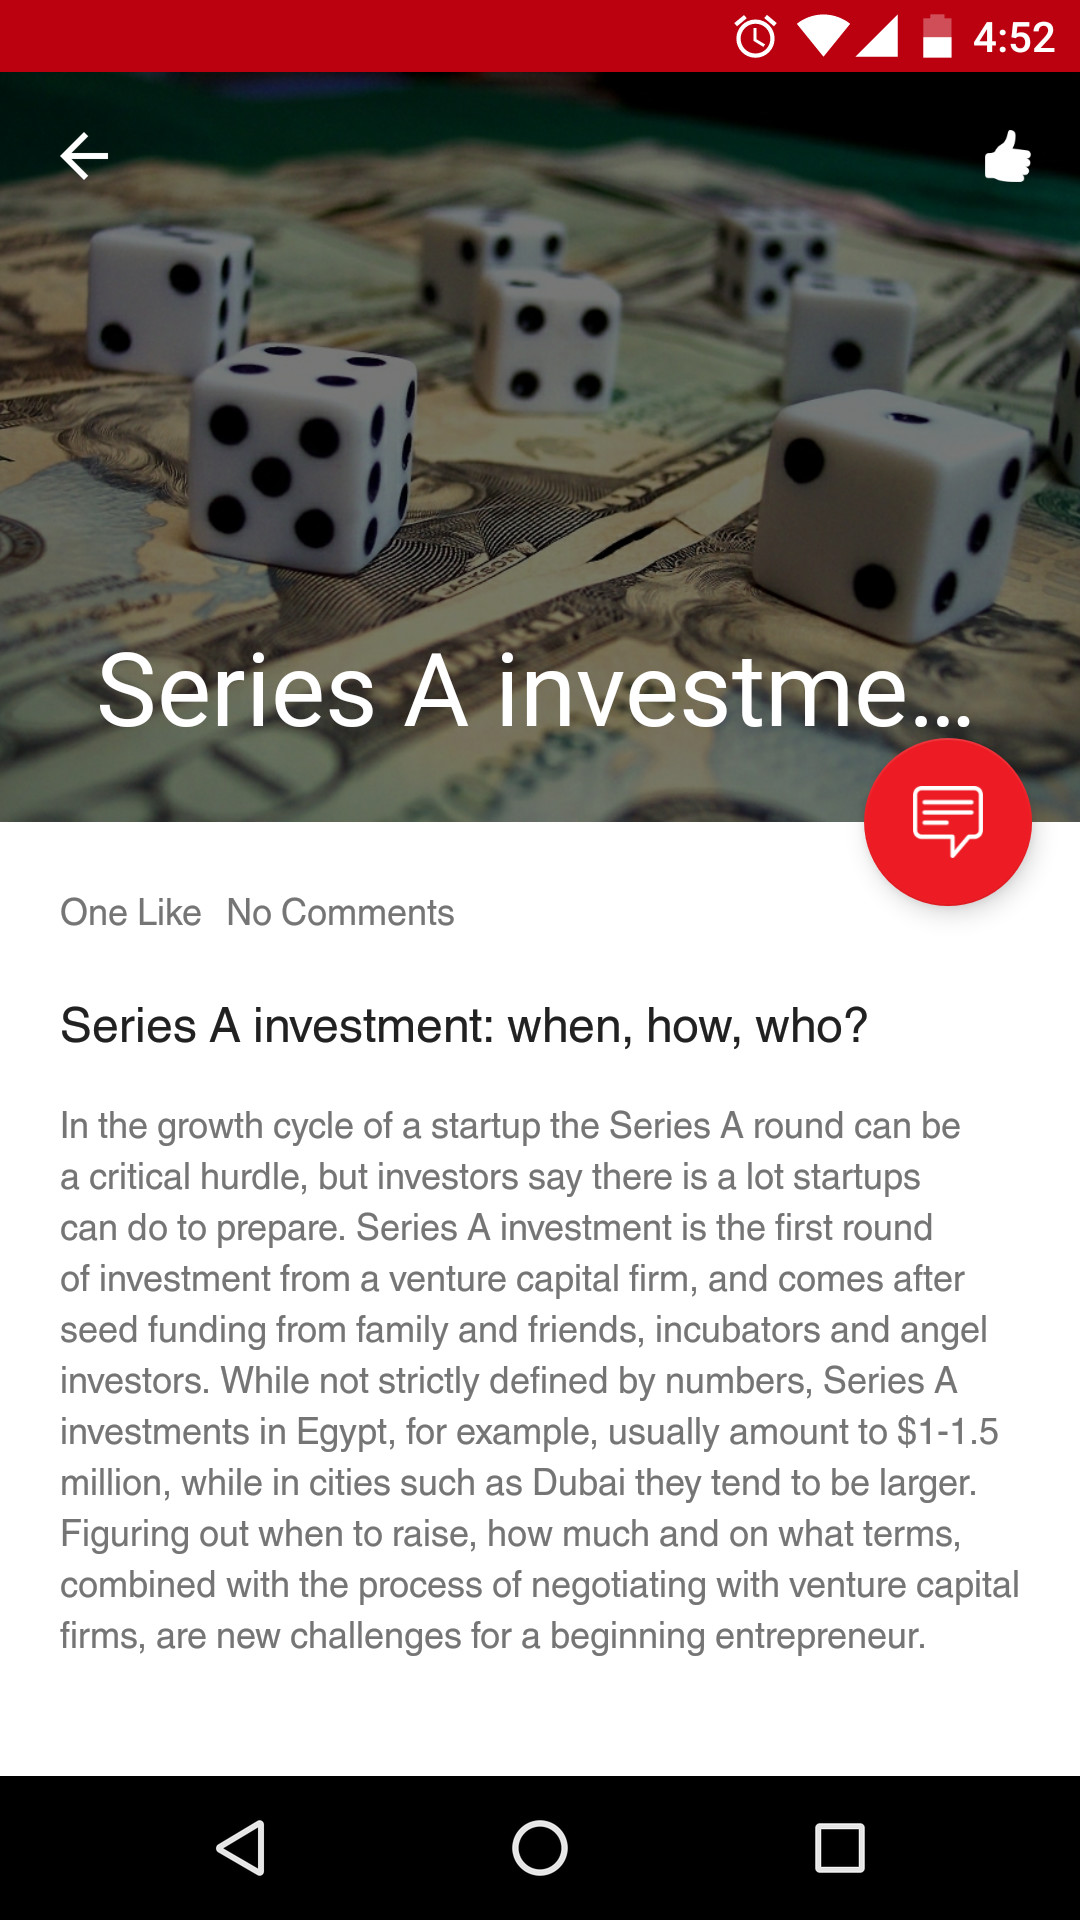 4:52
JACKSON
Series A investme...
One Like No Comments
Series A investment: when, how, who?
In the growth cycle of a startup the Series A round can be
a critical hurdle, but investors say there is a lot startups
can do to prepare. Series A investment is the first round
of investment from a venture capital firm, and comes after
seed funding from family and friends, incubators and angel
investors. While not strictly defined by numbers, Series A
investments in Egypt, for example, usually amount to $1-1.5
million, while in cities such as Dubai they tend to be larger.
Figuring out when to raise, how much and on what terms,
combined with the process of negotiating with venture capital
firms, are new challenges for a beginning entrepreneur.